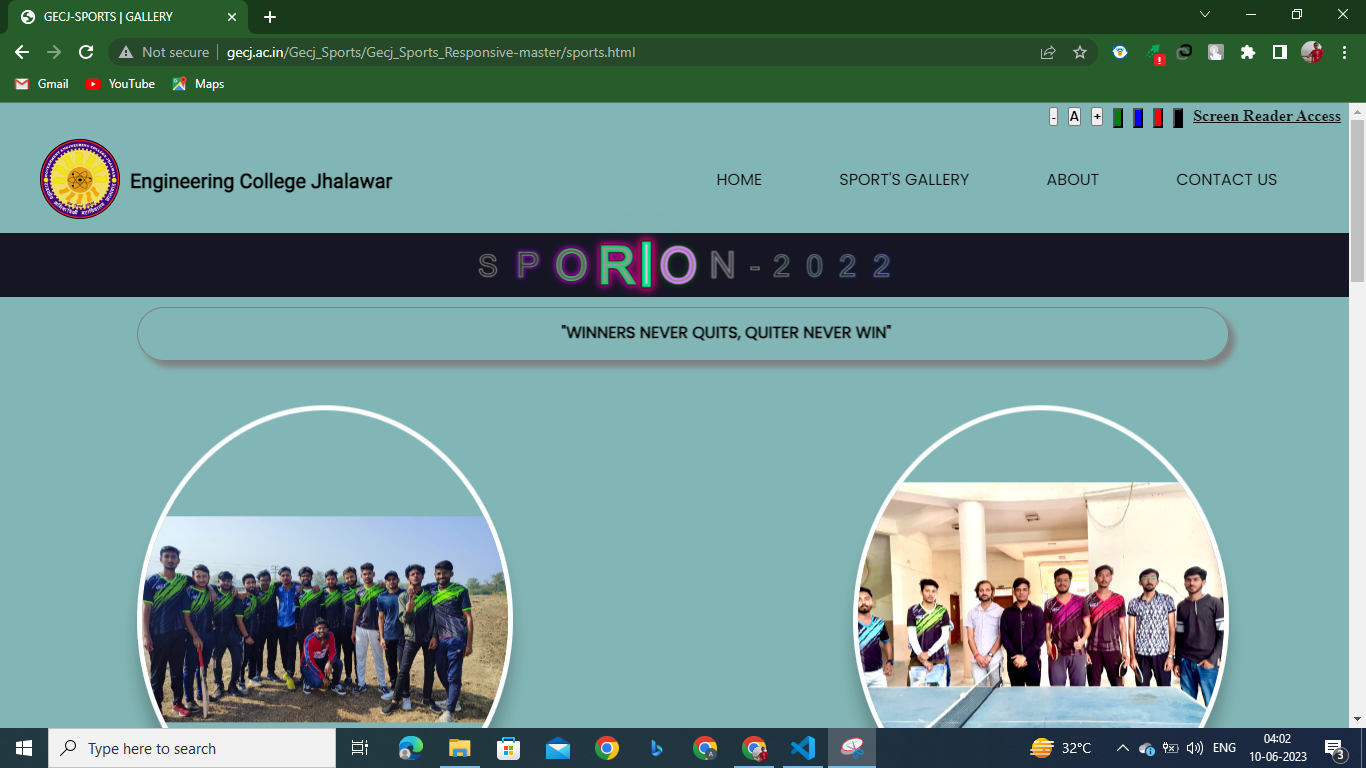 GECJ-SPORTS | GALLERY
Not secure gecj.ac.in/Gecj_Sports/Gecj_Sports_Responsive-master/sports.html
Gmail YouTube Maps
- A + Screen Reader Access
Engineering College Jhalawar HOME SPORT'S GALLERY ABOUT CONTACT US
SPORION-2022
"WINNERS NEVER QUITS, QUITER NEVER WIN"
Type here to search 32°C ENG 04:02
10-06-2023
3